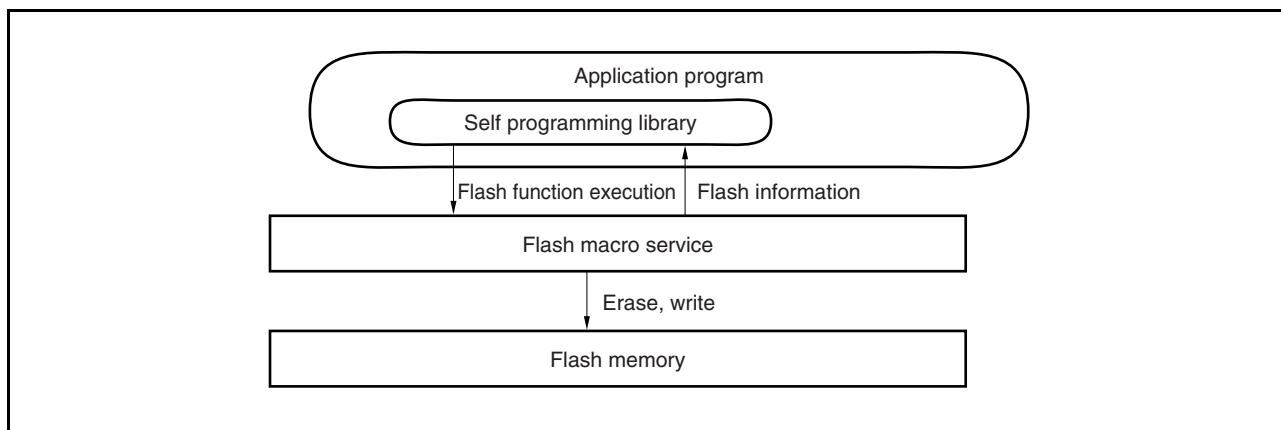 Application program
Self programming library
Flash function execution
Flash information
Flash macro service
Erase, write
Flash memory